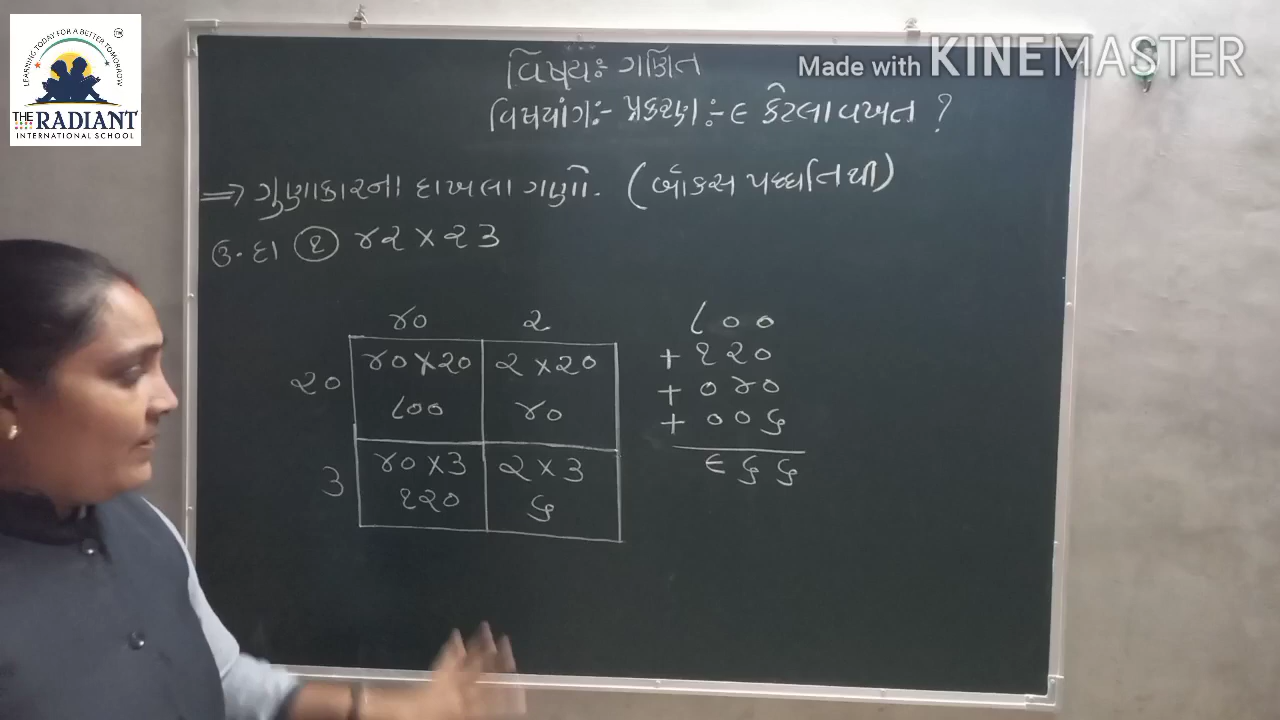 LEARNING TODAY FOR A BETTER TOMORROW
THE RADIANT
INTERNATIONAL SCHOOL
Made with KINEMASTER
વિષય:- ગણિત
વિષયાંગ:- પ્રકરણ:- ૯ કેટલા વખત ?
⇒ ગુણાકારના દાખલા ગણો. (બૉક્સ પધ્ધતિથી)
ઉ.દા ૧ ૪૨ × ૨૩
૪૦ ૨
૨૦ ૪૦ × ૨૦ ૨ × ૨૦
૮૦૦ ૪૦
૩ ૪૦ × ૩ ૨ × ૩
૧૨૦ ૬
૮૦૦
+ ૧૨૦
+ ૦૪૦
+ ૦૦૬
૯૬૬